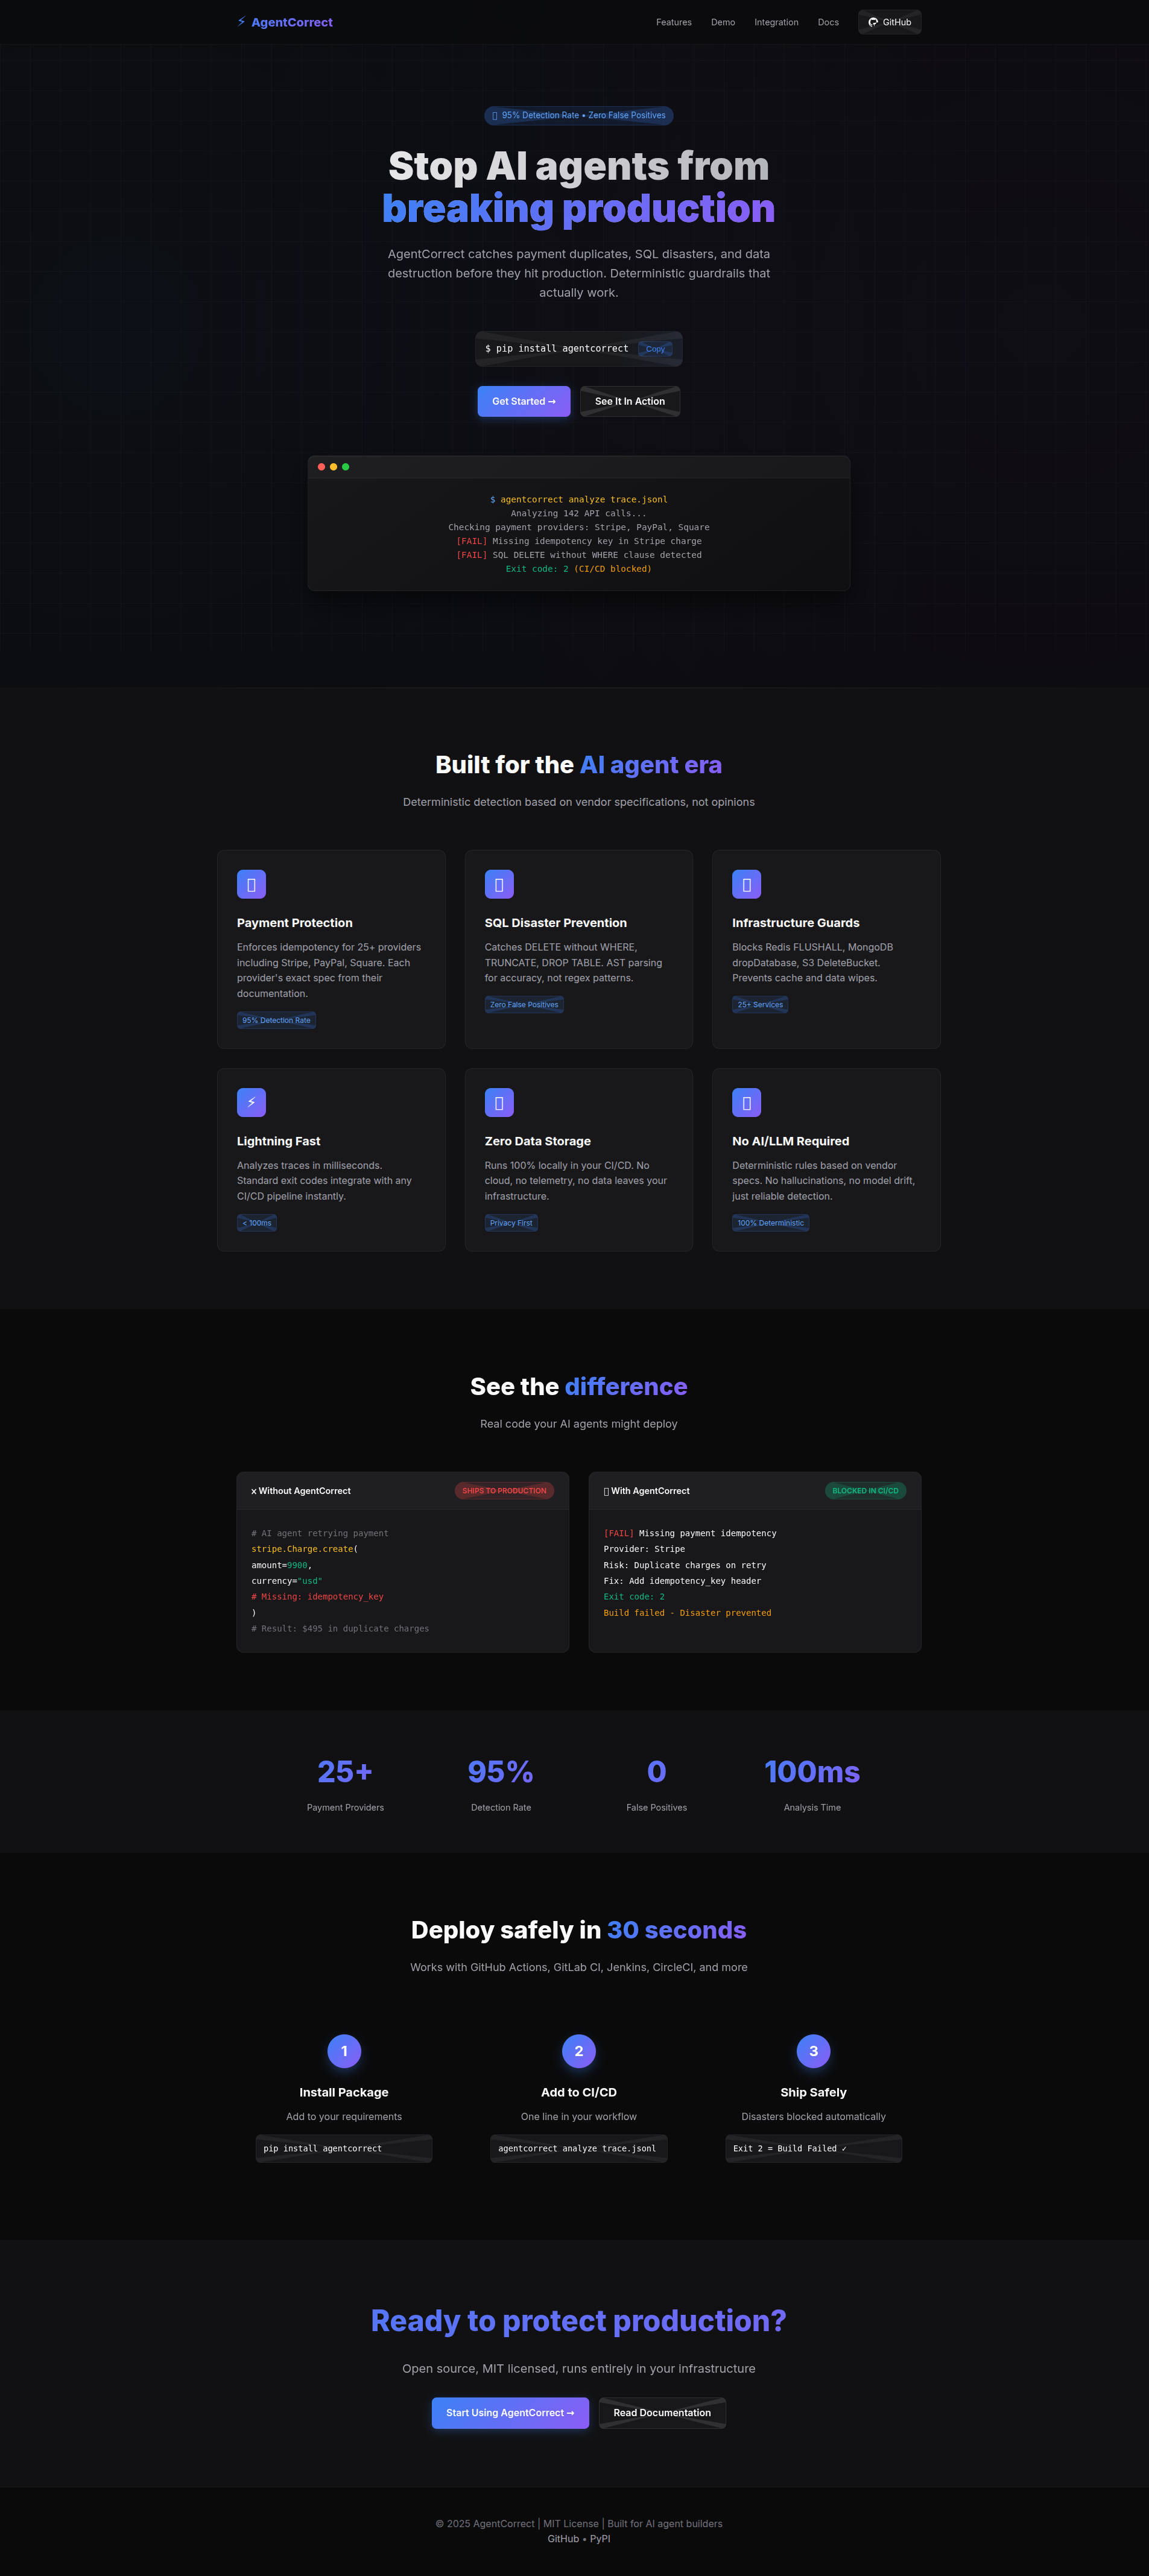 ⚡ AgentCorrect
Features
Demo
Integration
Docs
GitHub
95% Detection Rate • Zero False Positives
Stop AI agents from
breaking production
AgentCorrect catches payment duplicates, SQL disasters, and data
destruction before they hit production. Deterministic guardrails that
actually work.
$ pip install agentcorrect
Copy
Get Started →
See It In Action
$ agentcorrect analyze trace.jsonl
Analyzing 142 API calls...
Checking payment providers: Stripe, PayPal, Square
[FAIL] Missing idempotency key in Stripe charge
[FAIL] SQL DELETE without WHERE clause detected
Exit code: 2 (CI/CD blocked)
Built for the AI agent era
Deterministic detection based on vendor specifications, not opinions
Payment Protection
Enforces idempotency for 25+ providers
including Stripe, PayPal, Square. Each
provider's exact spec from their
documentation.
95% Detection Rate
SQL Disaster Prevention
Catches DELETE without WHERE,
TRUNCATE, DROP TABLE. AST parsing
for accuracy, not regex patterns.
Zero False Positives
Infrastructure Guards
Blocks Redis FLUSHALL, MongoDB
dropDatabase, S3 DeleteBucket.
Prevents cache and data wipes.
25+ Services
⚡
Lightning Fast
Analyzes traces in milliseconds.
Standard exit codes integrate with any
CI/CD pipeline instantly.
< 100ms
Zero Data Storage
Runs 100% locally in your CI/CD. No
cloud, no telemetry, no data leaves your
infrastructure.
Privacy First
No AI/LLM Required
Deterministic rules based on vendor
specs. No hallucinations, no model drift,
just reliable detection.
100% Deterministic
See the difference
Real code your AI agents might deploy
x Without AgentCorrect
SHIPS TO PRODUCTION
# AI agent retrying payment
stripe.Charge.create(
amount=9900,
currency="usd"
# Missing: idempotency_key
)
# Result: $495 in duplicate charges
With AgentCorrect
BLOCKED IN CI/CD
[FAIL] Missing payment idempotency
Provider: Stripe
Risk: Duplicate charges on retry
Fix: Add idempotency_key header
Exit code: 2
Build failed - Disaster prevented
25+
Payment Providers
95%
Detection Rate
0
False Positives
100ms
Analysis Time
Deploy safely in 30 seconds
Works with GitHub Actions, GitLab CI, Jenkins, CircleCI, and more
1
Install Package
Add to your requirements
pip install agentcorrect
2
Add to CI/CD
One line in your workflow
agentcorrect analyze trace.jsonl
3
Ship Safely
Disasters blocked automatically
Exit 2 = Build Failed ✓
Ready to protect production?
Open source, MIT licensed, runs entirely in your infrastructure
Start Using AgentCorrect →
Read Documentation
© 2025 AgentCorrect | MIT License | Built for AI agent builders
GitHub • PyPI